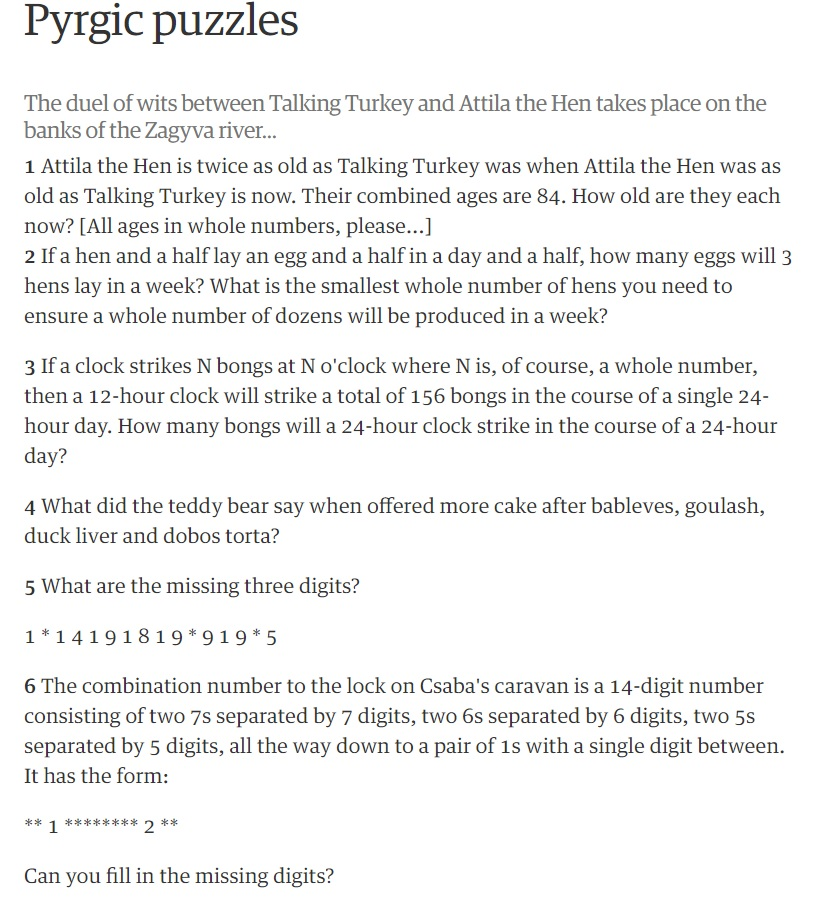 Pyrgic puzzles
The duel of wits between Talking Turkey and Attila the Hen takes place on the
banks of the Zagyva river...
1 Attila the Hen is twice as old as Talking Turkey was when Attila the Hen was as
old as Talking Turkey is now. Their combined ages are 84. How old are they each
now? [All ages in whole numbers, please...]
2 If a hen and a half lay an egg and a half in a day and a half, how many eggs will 3
hens lay in a week? What is the smallest whole number of hens you need to
ensure a whole number of dozens will be produced in a week?
3 If a clock strikes N bongs at N o'clock where N is, of course, a whole number,
then a 12-hour clock will strike a total of 156 bongs in the course of a single 24-
hour day. How many bongs will a 24-hour clock strike in the course of a 24-hour
day?
4 What did the teddy bear say when offered more cake after bableves, goulash,
duck liver and dobos torta?
5 What are the missing three digits?
1 * 1 4 1 9 1 8 1 9 * 9 1 9 * 5
6 The combination number to the lock on Csaba's caravan is a 14-digit number
consisting of two 7s separated by 7 digits, two 6s separated by 6 digits, two 5s
separated by 5 digits, all the way down to a pair of 1s with a single digit between.
It has the form:
** 1 ******** 2 **
Can you fill in the missing digits?